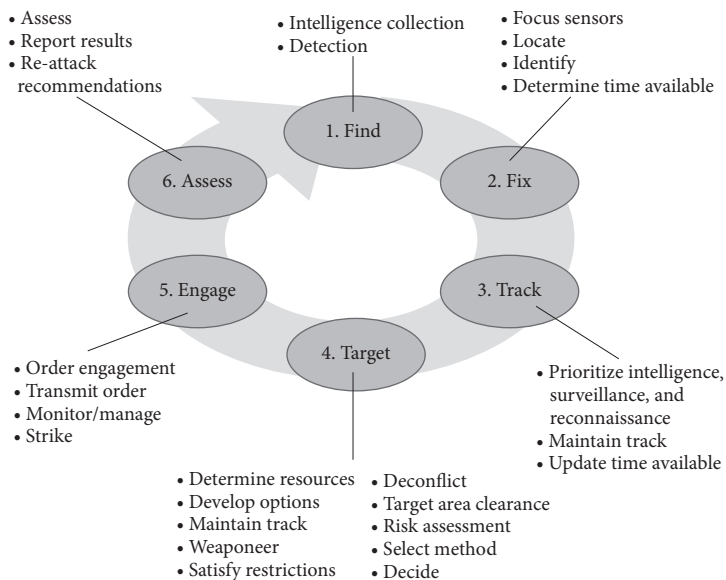 • Assess
• Report results
• Re-attack
recommendations
• Intelligence collection
• Detection
• Focus sensors
• Locate
• Identify
• Determine time available
1. Find
2. Fix
3. Track
4. Target
5. Engage
6. Assess
• Prioritize intelligence,
surveillance, and
reconnaissance
• Maintain track
• Update time available
• Determine resources
• Develop options
• Maintain track
• Weaponeer
• Satisfy restrictions
• Deconflict
• Target area clearance
• Risk assessment
• Select method
• Decide
• Order engagement
• Transmit order
• Monitor/manage
• Strike